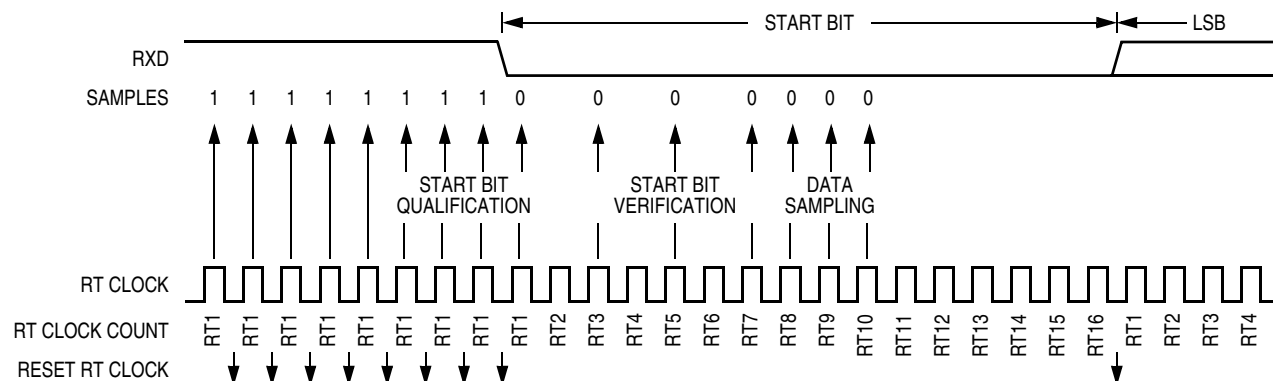 START BIT LSB
RXD
SAMPLES 1 1 1 1 1 1 1 1 0 0 0 0 0 0 0
START BIT QUALIFICATION
START BIT VERIFICATION
DATA SAMPLING
RT CLOCK
RT CLOCK COUNT RT1 RT1 RT1 RT1 RT1 RT1 RT1 RT1 RT1 RT2 RT3 RT4 RT5 RT6 RT7 RT8 RT9 RT10 RT11 RT12 RT13 RT14 RT15 RT16 RT1 RT2 RT3 RT4
RESET RT CLOCK